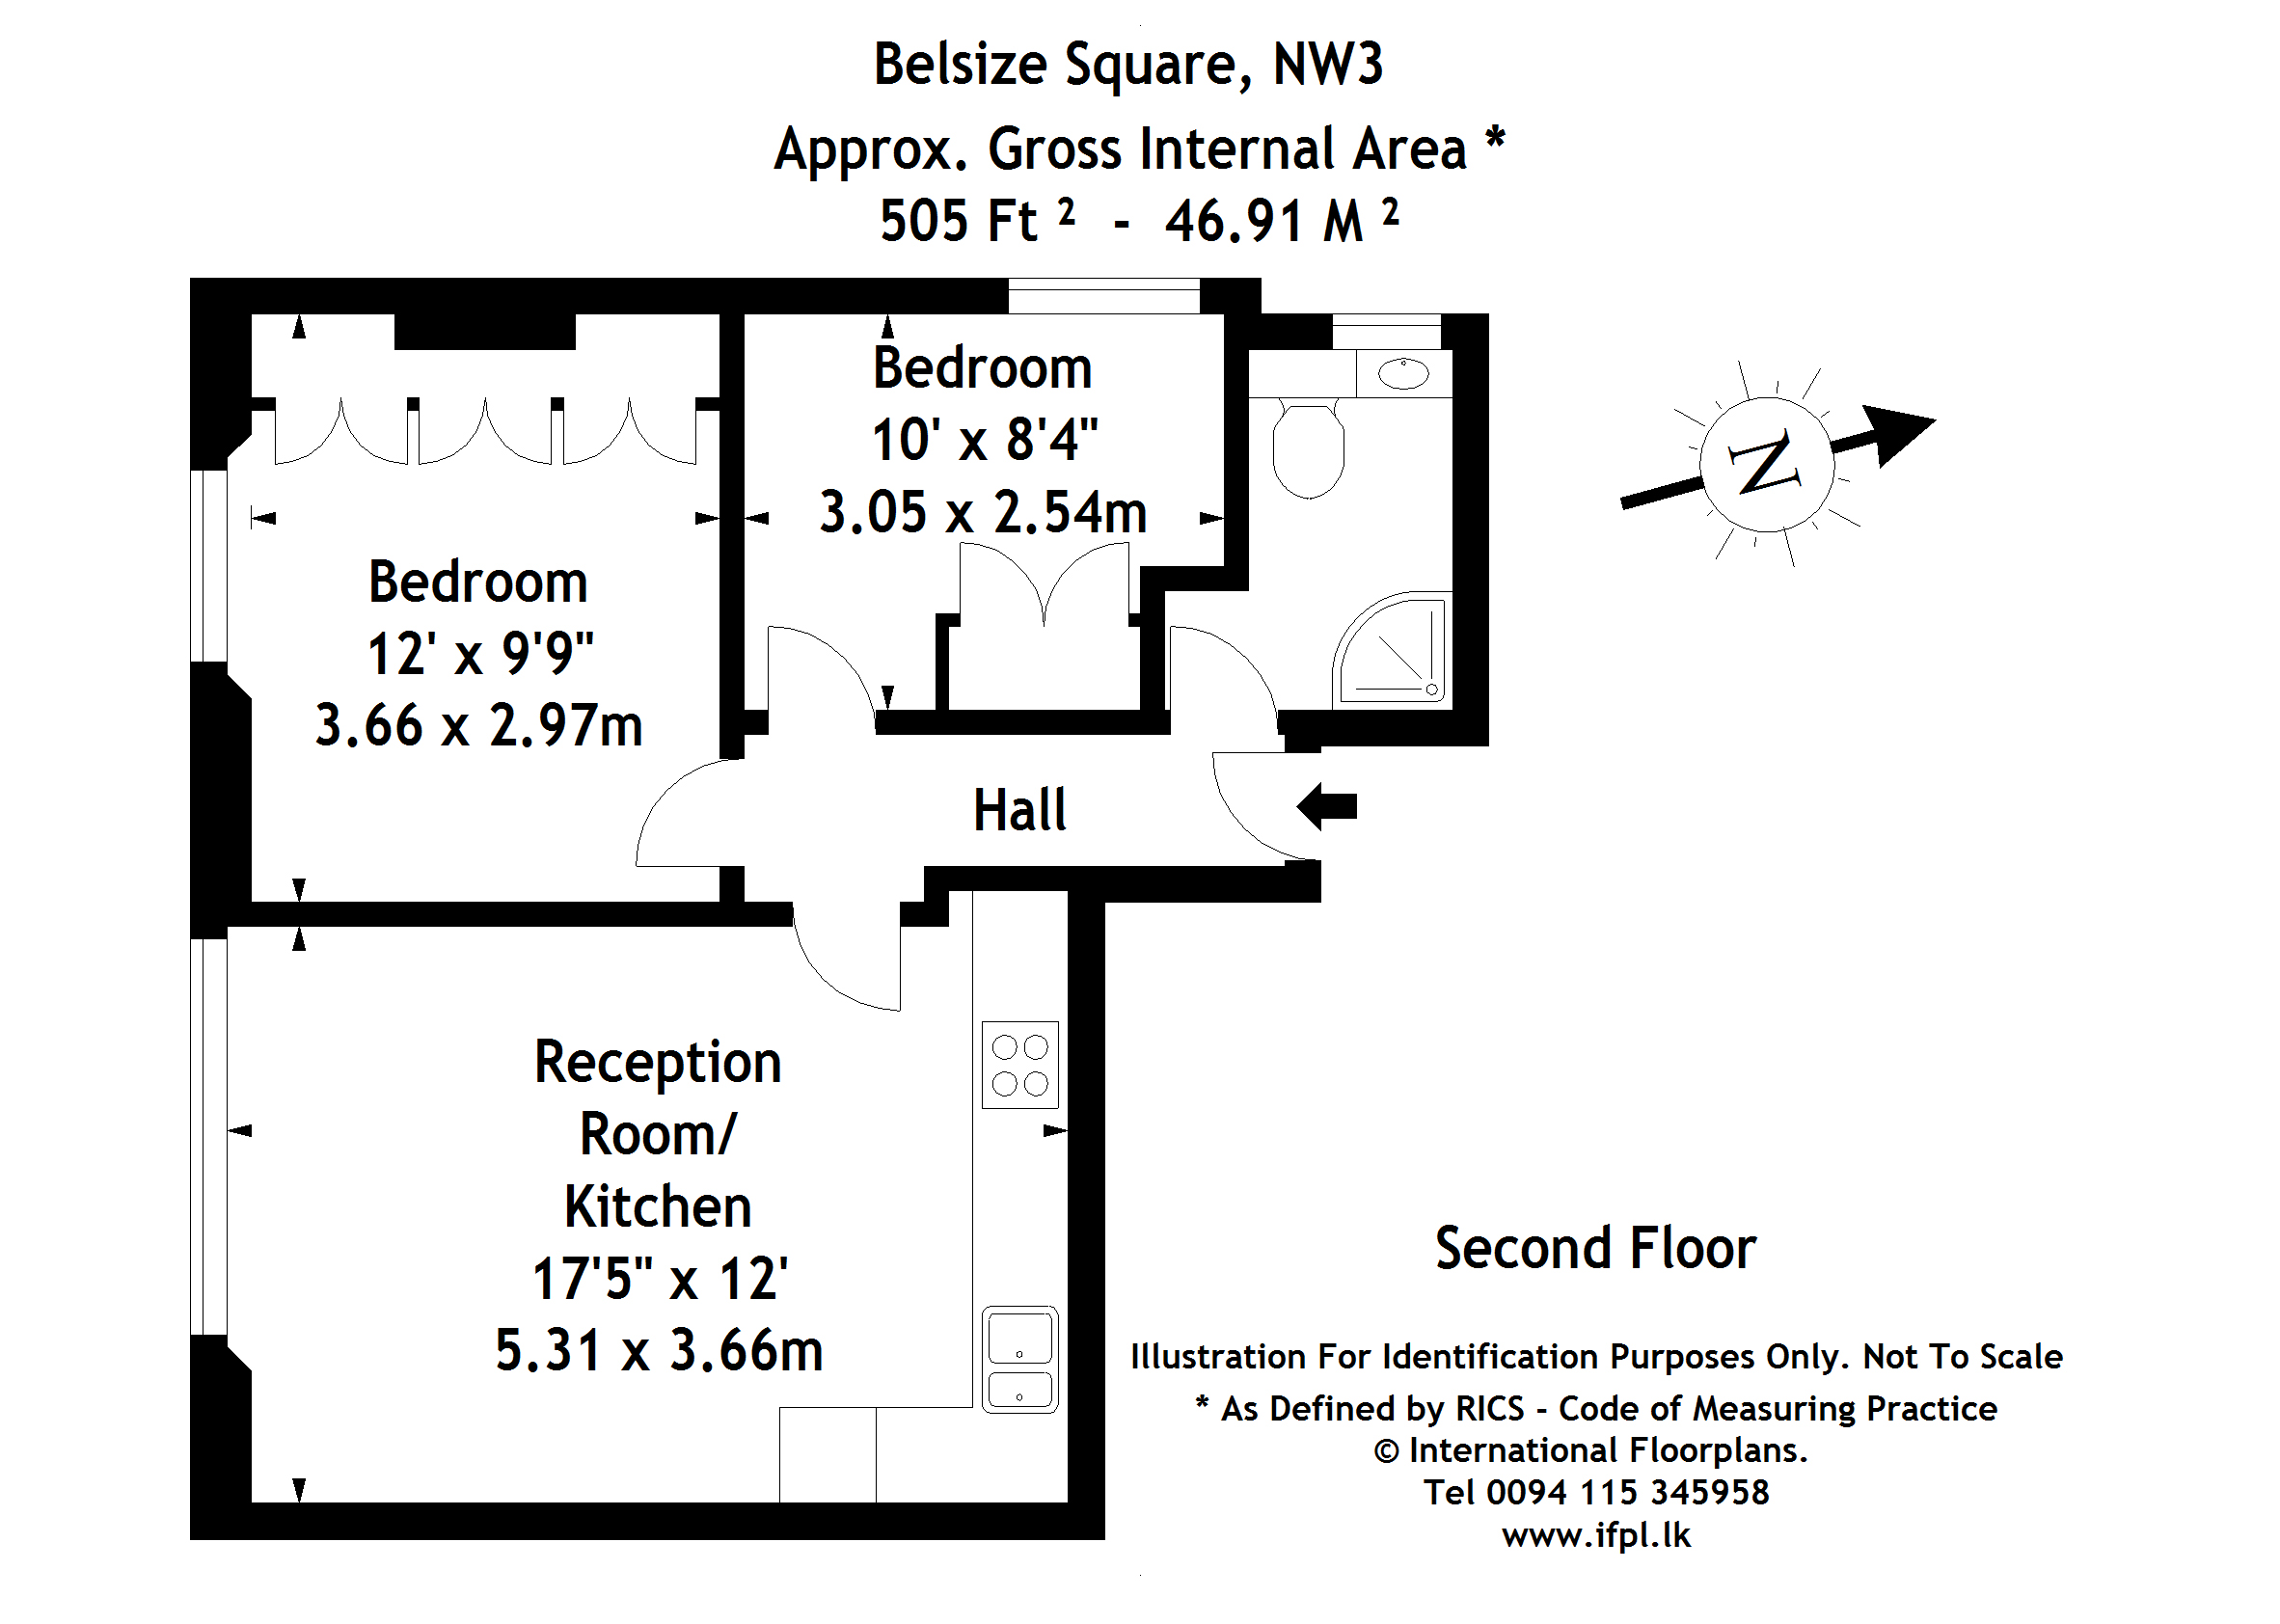 Belsize Square, NW3
Approx. Gross Internal Area *
505 Ft ² - 46.91 M ²
Bedroom
10' x 8'4"
3.05 x 2.54m
N
Bedroom
12' x 9'9"
3.66 x 2.97m
Hall
Reception
Room/
Kitchen
17'5" x 12'
5.31 x 3.66m
Second Floor
Illustration For Identification Purposes Only. Not To Scale
* As Defined by RICS - Code of Measuring Practice
© International Floorplans.
Tel 0094 115 345958
www.ifpl.lk